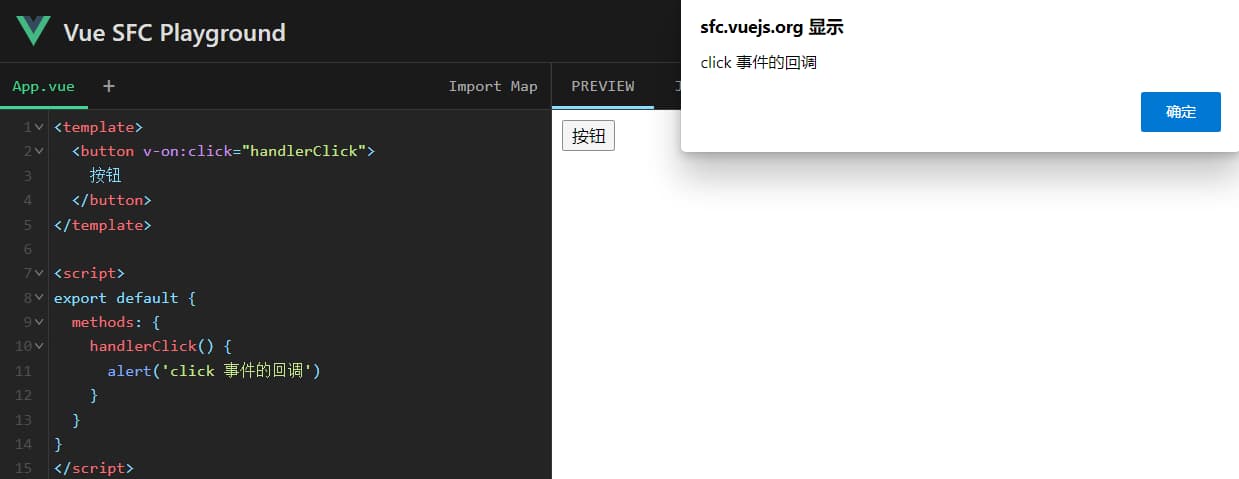 Vue SFC Playground
sfc.vuejs.org 显示
click 事件的回调
确定
App.vue
+
Import Map
PREVIEW
按钮
1 <template>
2 <button v-on:click="handlerClick">
3 按钮
4 </button>
5 </template>
6
7 <script>
8 export default {
9 methods: {
10 handlerClick() {
11 alert('click 事件的回调')
12 }
13 }
14 }
15 </script>